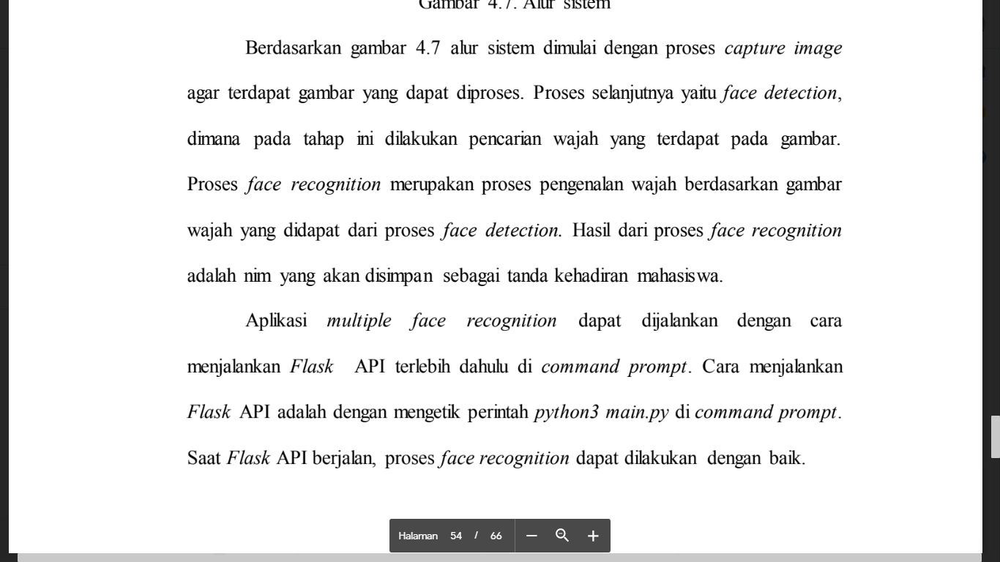 Gambar 4.7. Alur sistem
Berdasarkan gambar 4.7 alur sistem dimulai dengan proses capture image
agar terdapat gambar yang dapat diproses. Proses selanjutnya yaitu face detection,
dimana pada tahap ini dilakukan pencarian wajah yang terdapat pada gambar.
Proses face recognition merupakan proses pengenalan wajah berdasarkan gambar
wajah yang didapat dari proses face detection. Hasil dari proses face recognition
adalah nim yang akan disimpan sebagai tanda kehadiran mahasiswa.
Aplikasi multiple face recognition dapat dijalankan dengan cara
menjalankan Flask API terlebih dahulu di command prompt. Cara menjalankan
Flask API adalah dengan mengetik perintah python3 main.py di command prompt.
Saat Flask API berjalan, proses face recognition dapat dilakukan dengan baik.
Halaman 54 / 66